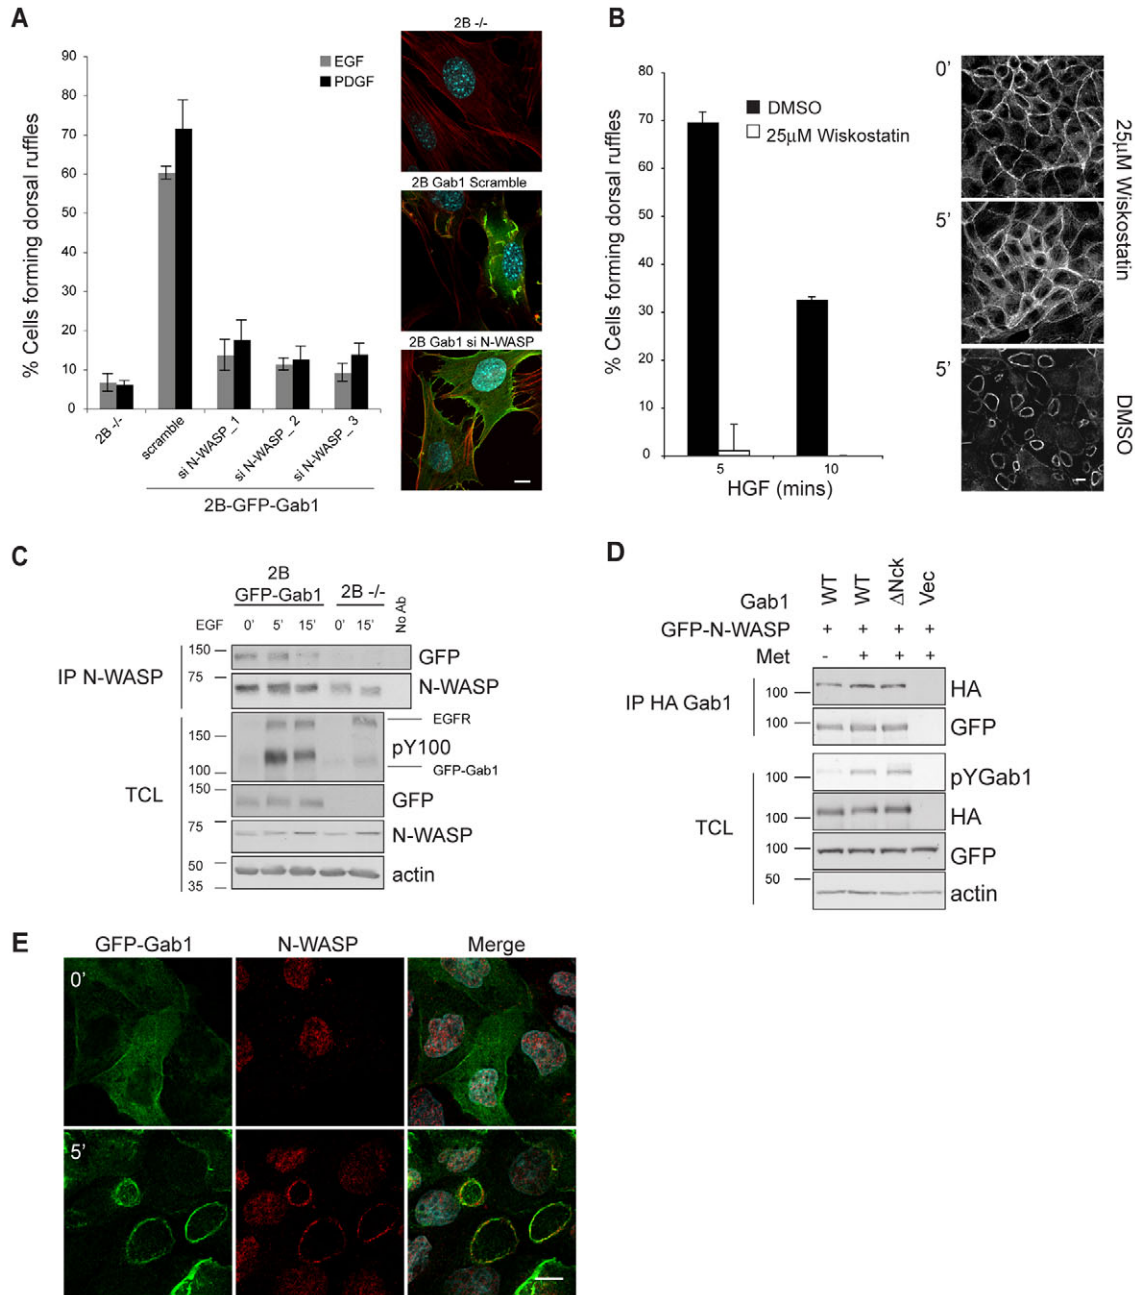 A
90
80
70
60
50
40
30
20
10
0
% Cells forming dorsal ruffles
EGF
PDGF
2B -/-
scramble
si N-WASP_1
si N-WASP_2
si N-WASP_3
2B-GFP-Gab1
2B -/-
2B Gab1 Scramble
2B Gab1 si N-WASP
B
80
70
60
50
40
30
20
10
0
% Cells forming dorsal ruffles
DMSO
25µM Wiskostatin
5
10
HGF (mins)
0'
5'
5'
25µM Wiskostatin
DMSO
C
2B
GFP-Gab1
2B -/-
No Ab
EGF 0' 5' 15' 0' 15'
IP N-WASP
150
GFP
75
N-WASP
TCL
150
100
EGFR
pY100
GFP-Gab1
150
GFP
75
N-WASP
50
35
actin
D
Gab1 WT WT ΔNck Vec
GFP-N-WASP + + + +
Met - + + +
IP HA Gab1
100
HA
100
GFP
TCL
100
pYGab1
100
HA
100
GFP
50
actin
E
GFP-Gab1 N-WASP Merge
0'
5'